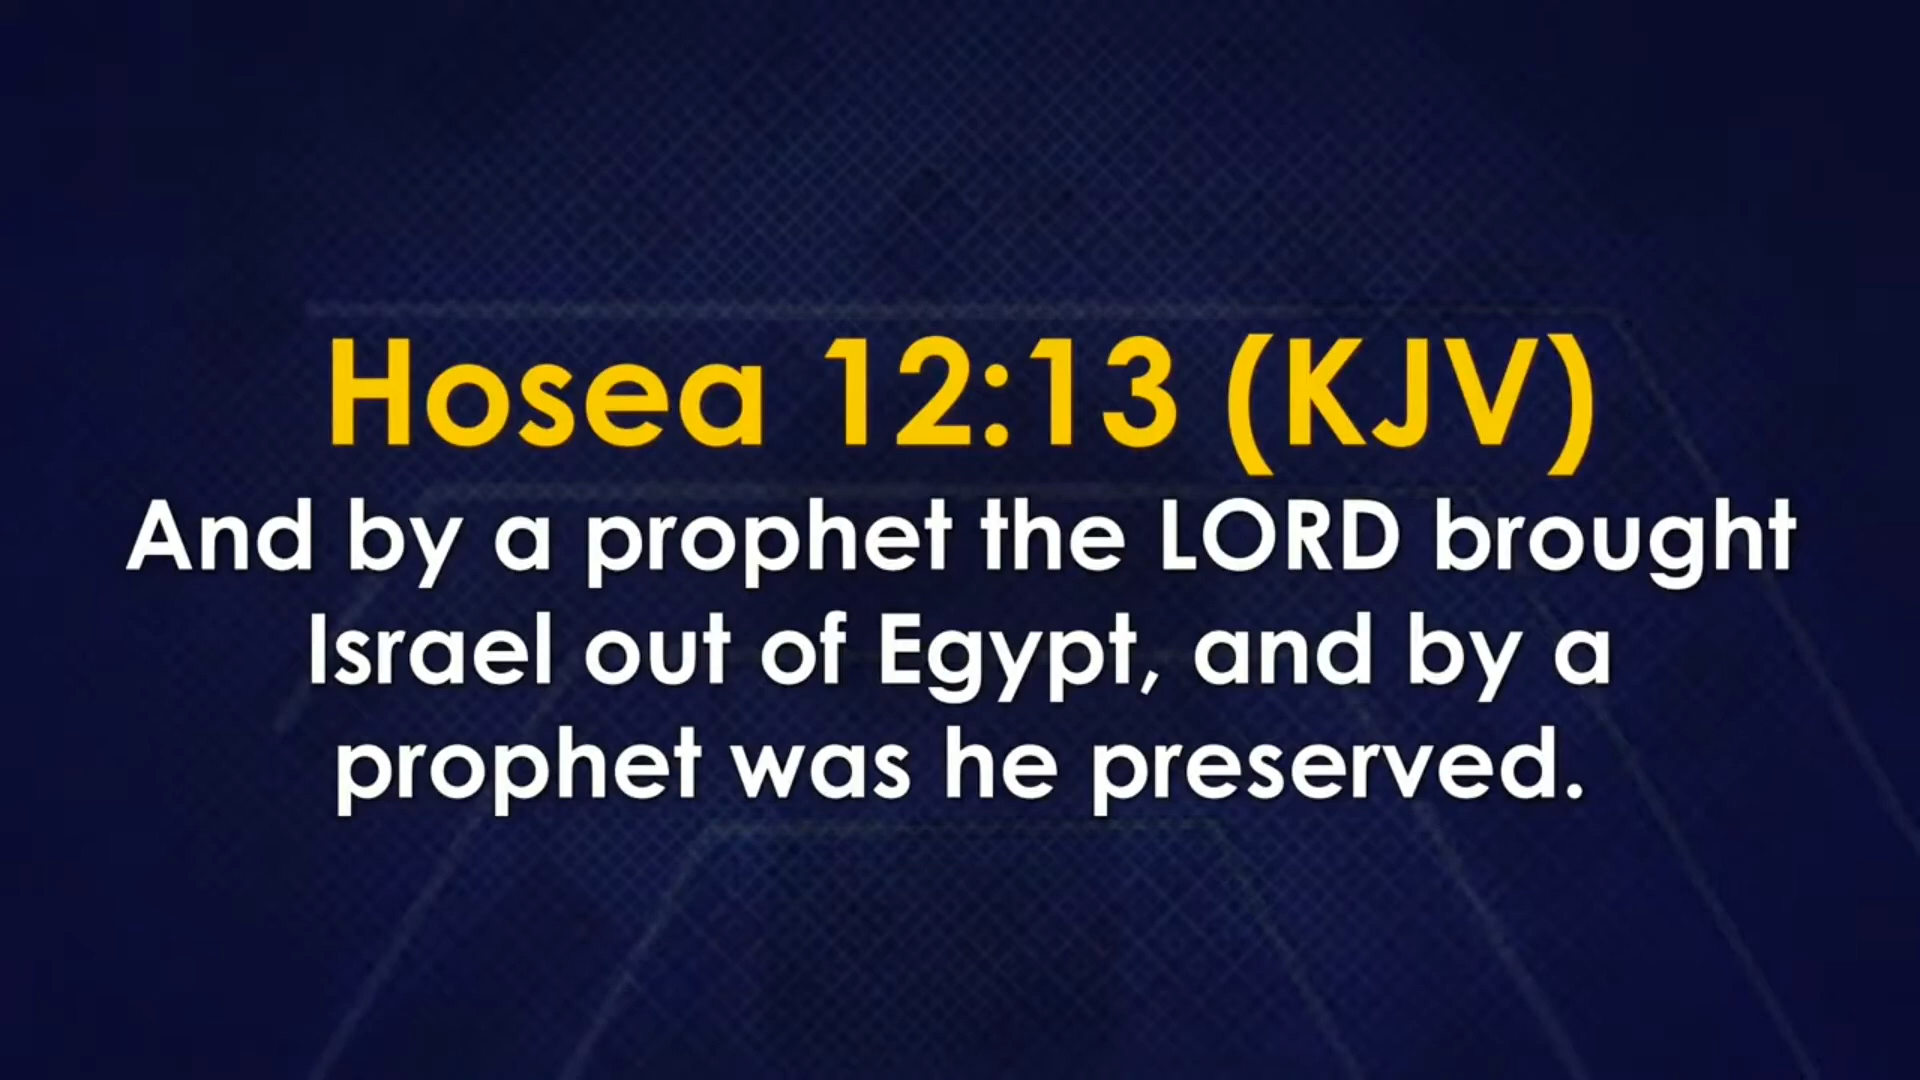 Hosea 12:13 (KJV)
And by a prophet the LORD brought
Israel out of Egypt, and by a
prophet was he preserved.